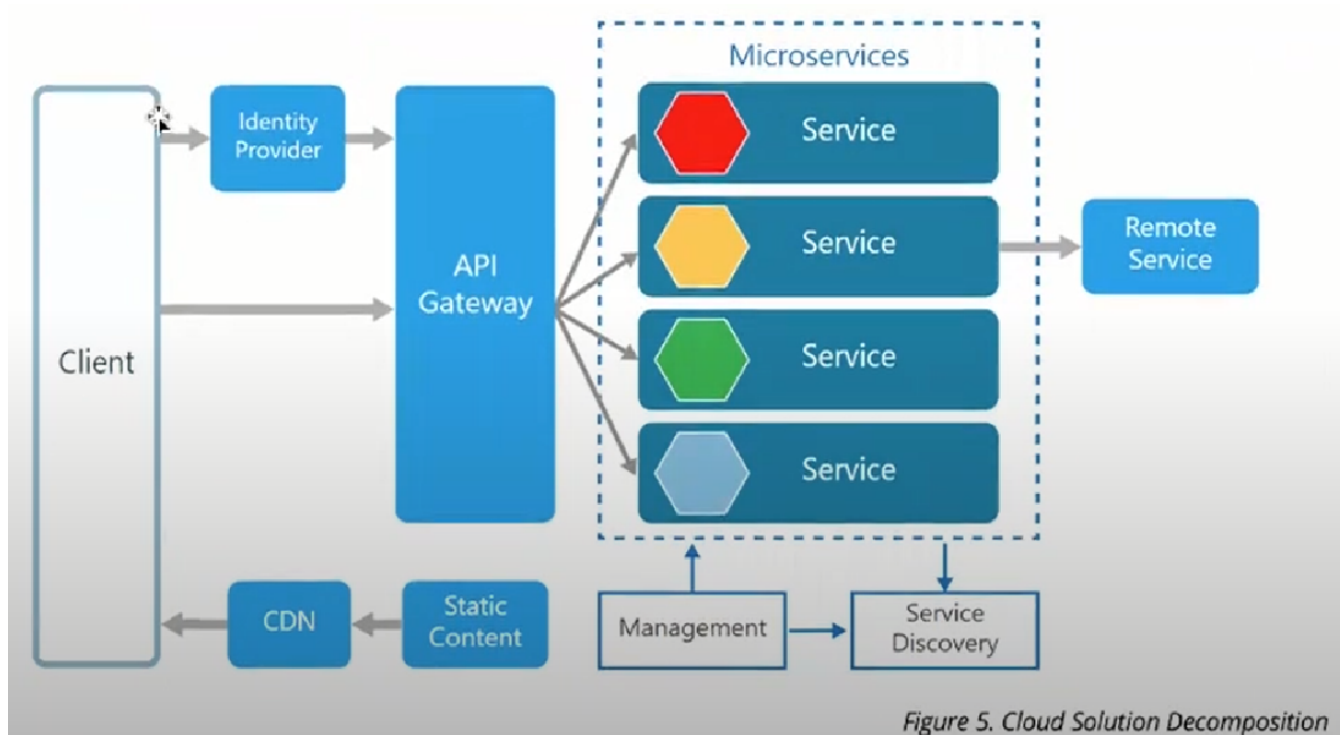 Microservices
Client
Identity
Provider
API
Gateway
Service
Service
Service
Service
Remote
Service
CDN
Static
Content
Management
Service
Discovery
Figure 5. Cloud Solution Decomposition